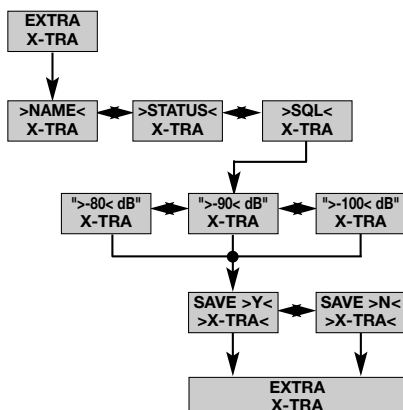 EXTRA
X-TRA
>NAME<
X-TRA
>STATUS<
X-TRA
>SQL<
X-TRA
">-80< dB"
X-TRA
">-90< dB"
X-TRA
">-100< dB"
X-TRA
SAVE >Y<
>X-TRA<
SAVE >N<
>X-TRA<
EXTRA
X-TRA